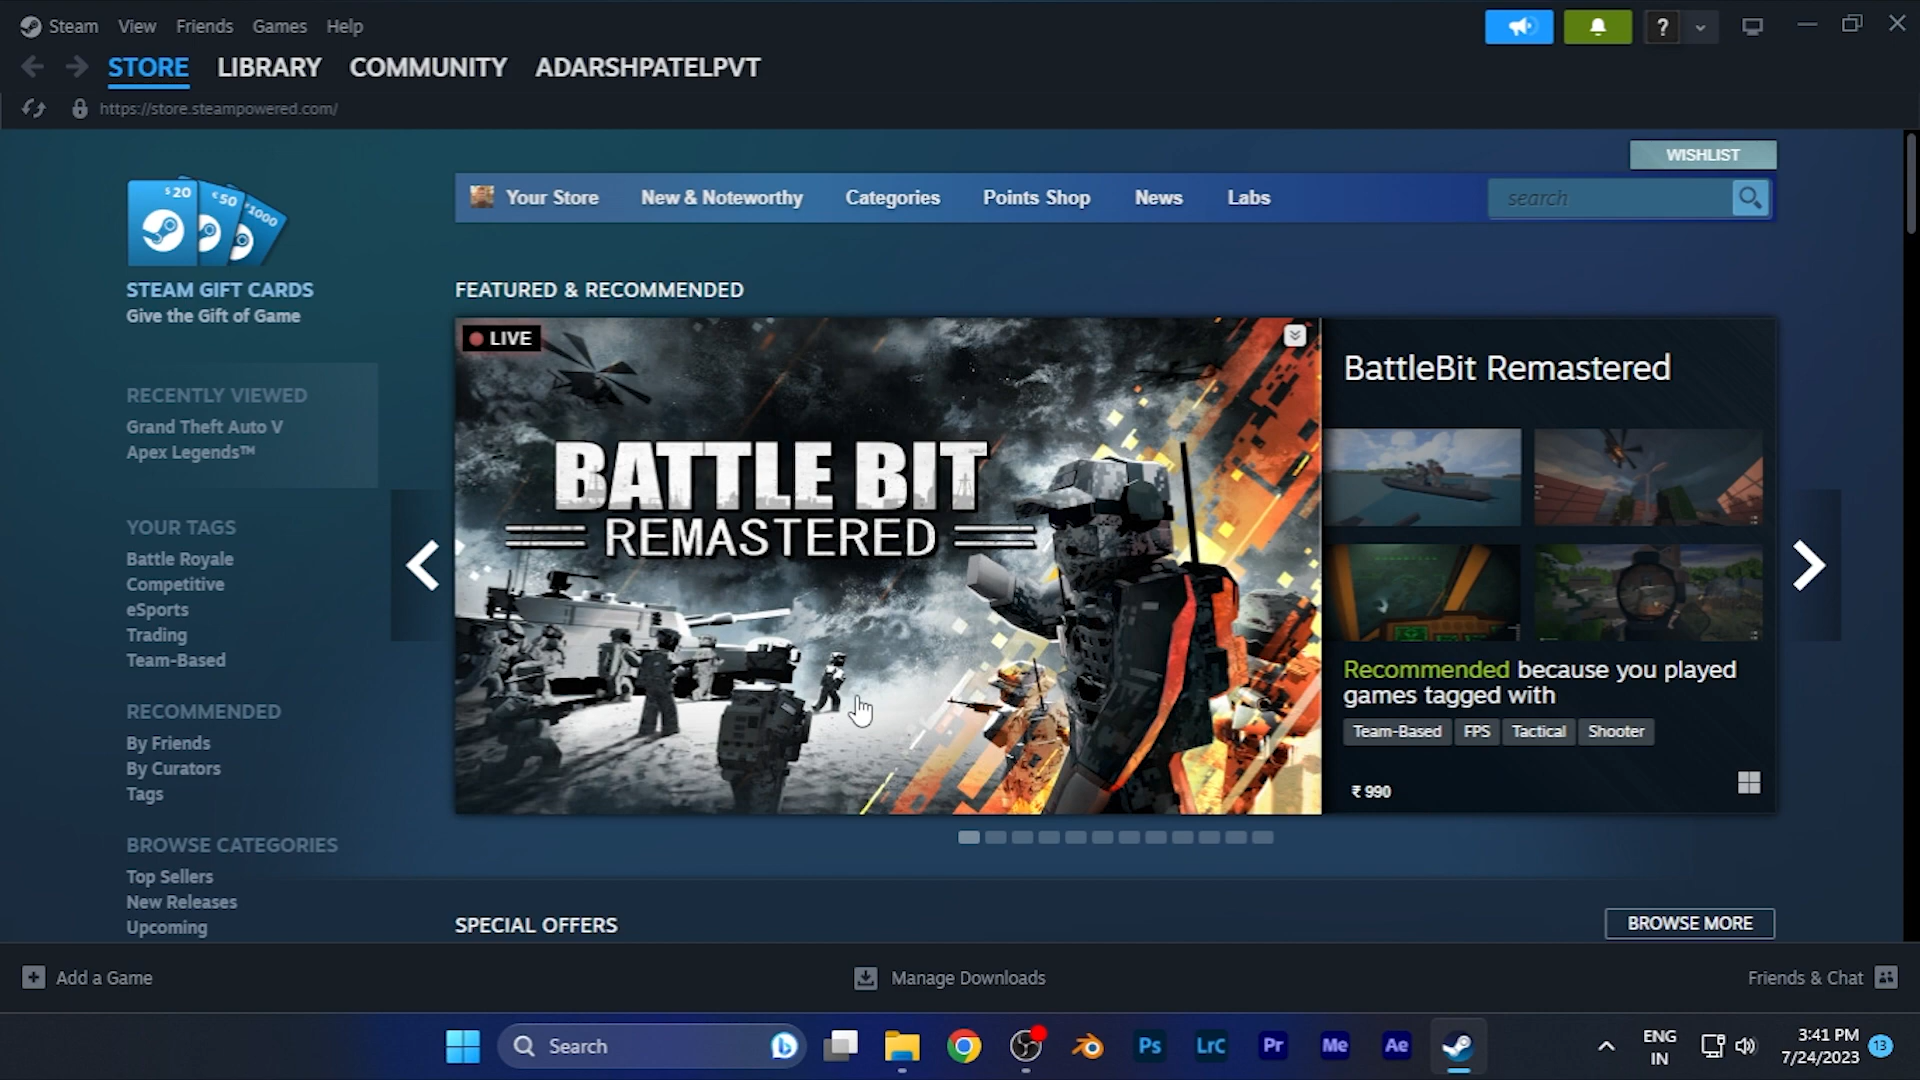 Steam View Friends Games Help
?
STORE LIBRARY COMMUNITY ADARSHPATELPVT
https://store.steampowered.com/
WISHLIST
Your Store New & Noteworthy Categories Points Shop News Labs
search
$20 €50 ₹1000
STEAM GIFT CARDS
Give the Gift of Game
RECENTLY VIEWED
Grand Theft Auto V
Apex Legends™
YOUR TAGS
Battle Royale
Competitive
eSports
Trading
Team-Based
RECOMMENDED
By Friends
By Curators
Tags
BROWSE CATEGORIES
Top Sellers
New Releases
Upcoming
FEATURED & RECOMMENDED
LIVE
BATTLE BIT
REMASTERED
BattleBit Remastered
Recommended because you played
games tagged with
Team-Based FPS Tactical Shooter
₹ 990
SPECIAL OFFERS
BROWSE MORE
Add a Game
Manage Downloads
Friends & Chat
Search
Ps LrC Pr Me Ae
ENG
IN
3:41 PM
7/24/2023
13